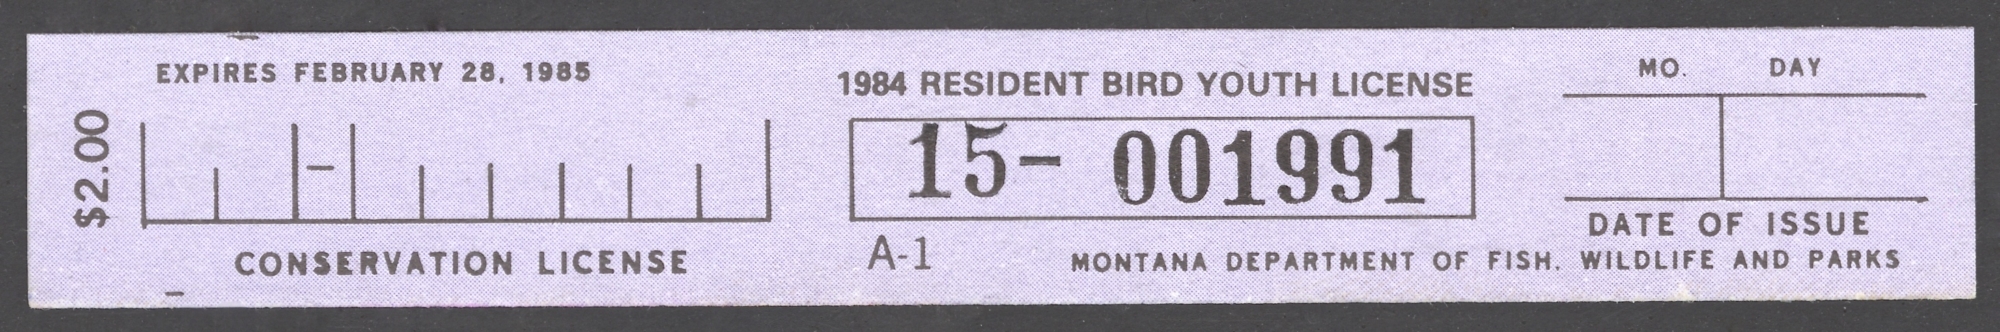 EXPIRES FEBRUARY 28, 1985
$2.00
CONSERVATION LICENSE
1984 RESIDENT BIRD YOUTH LICENSE
15- 001991
A-1
MO. DAY
DATE OF ISSUE
MONTANA DEPARTMENT OF FISH, WILDLIFE AND PARKS